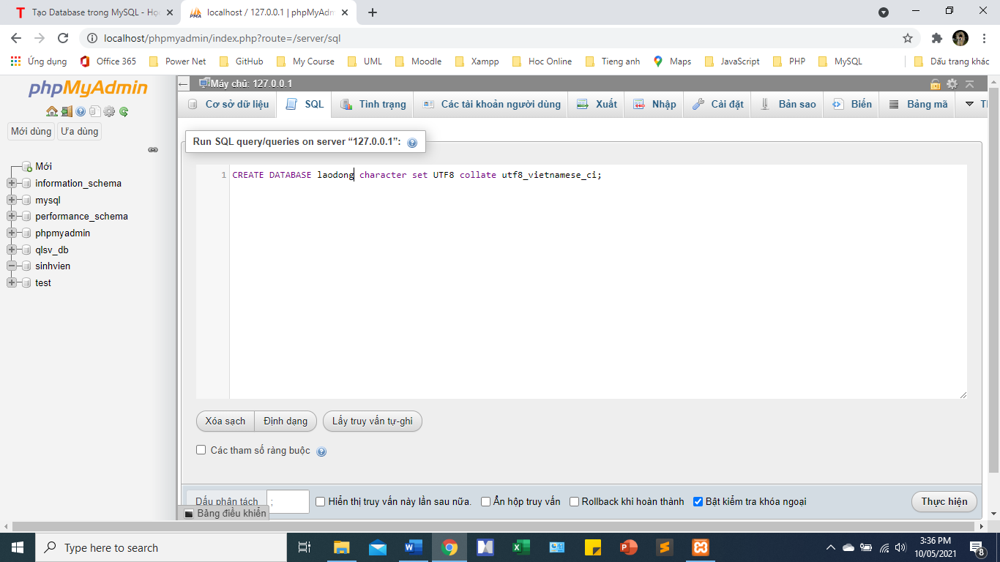 Tạo Database trong MySQL - Học
localhost / 127.0.0.1 | phpMyAdm
localhost/phpmyadmin/index.php?route=/server/sql
Ứng dụng Office 365 Power Net GitHub My Course UML Moodle Xampp Hoc Online Tieng anh Maps JavaScript PHP MySQL Dấu trang khác
phpMyAdmin
Mới dùng Ưa dùng
Mới
information_schema
mysql
performance_schema
phpmyadmin
qlsv_db
sinhvien
test
Máy chủ: 127.0.0.1
Cơ sở dữ liệu SQL Tình trạng Các tài khoản người dùng Xuất Nhập Cài đặt Bản sao Biến Bảng mã
Run SQL query/queries on server “127.0.0.1”:
1 CREATE DATABASE laodong character set UTF8 collate utf8_vietnamese_ci;
Xóa sạch Định dạng Lấy truy vấn tự-ghi
Các tham số ràng buộc
Dấu phân tách ; Hiển thị truy vấn này lần sau nữa. Ẩn hộp truy vấn Rollback khi hoàn thành Bật kiểm tra khóa ngoại Thực hiện
Bảng điều khiển
Type here to search
3:36 PM
10/05/2021
8